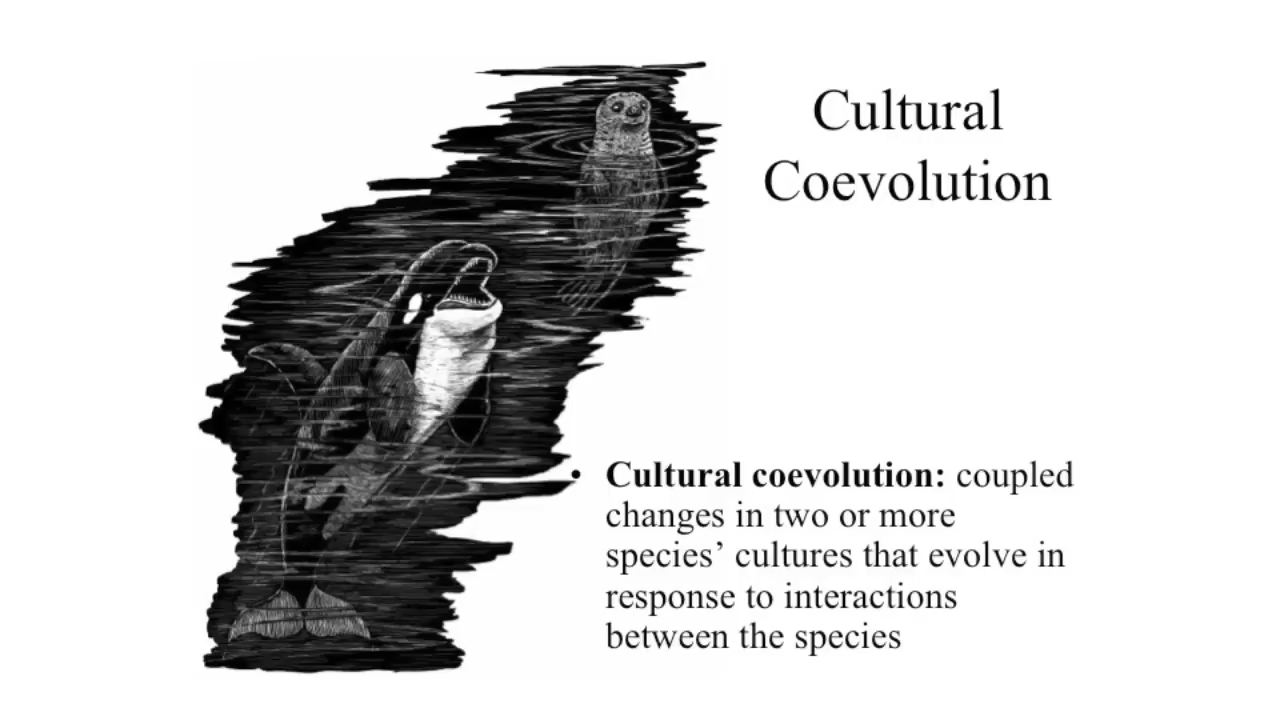 Cultural
Coevolution
• Cultural coevolution: coupled
changes in two or more
species’ cultures that evolve in
response to interactions
between the species